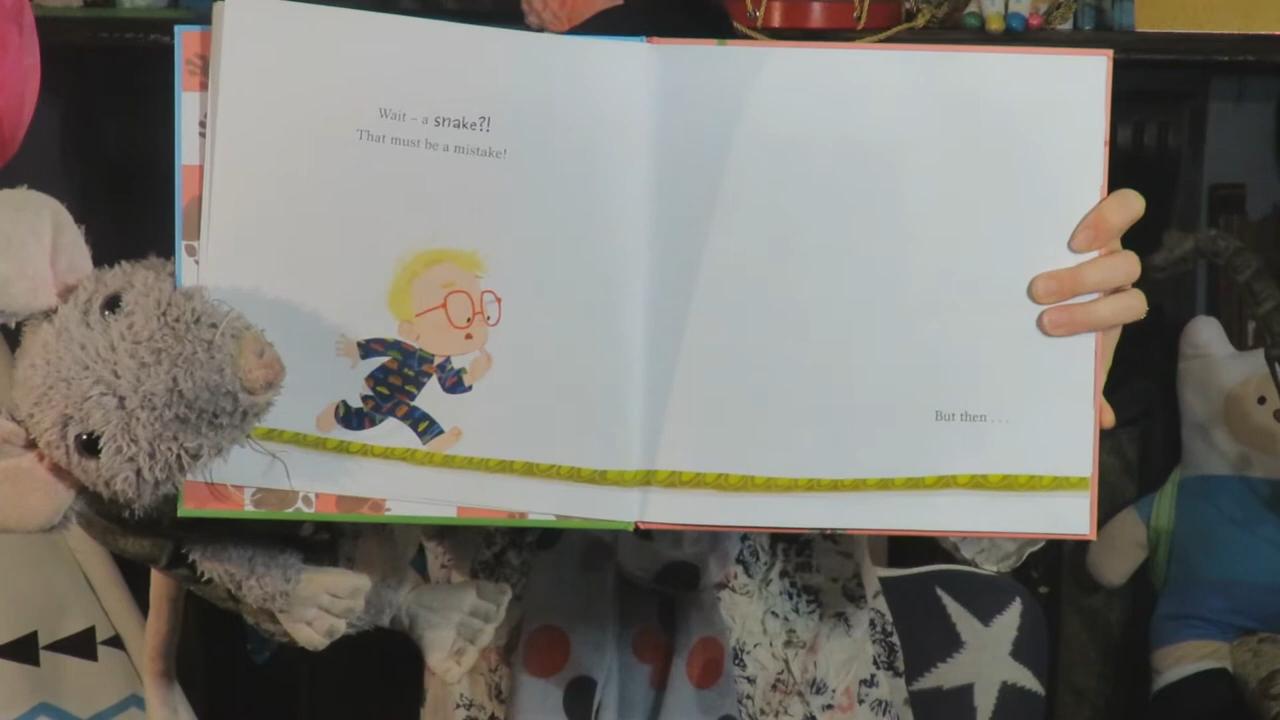 Wait – a snake?!
That must be a mistake!
But then . . .